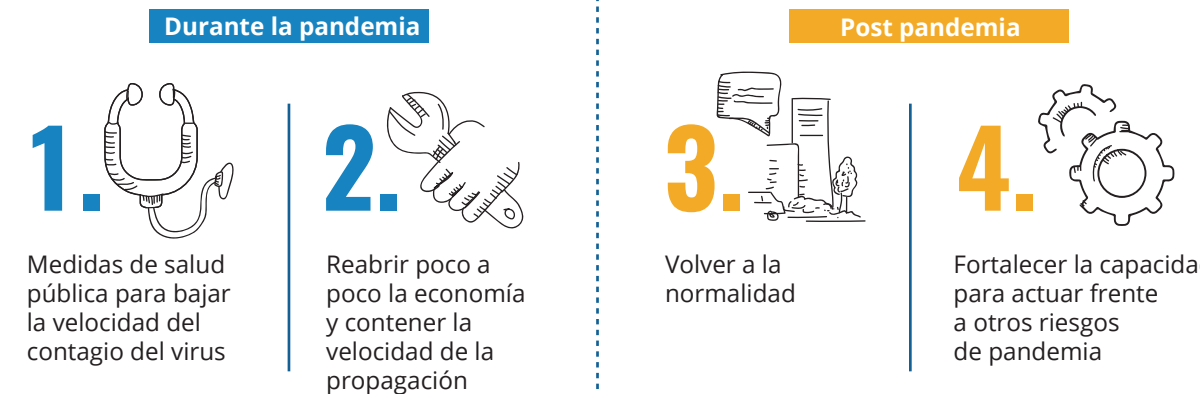 Durante la pandemia
1.
Medidas de salud
pública para bajar
la velocidad del
contagio del virus
2.
Reabrir poco a
poco la economía
y contener la
velocidad de la
propagación
Post pandemia
3.
Volver a la
normalidad
4.
Fortalecer la capacida
para actuar frente
a otros riesgos
de pandemia